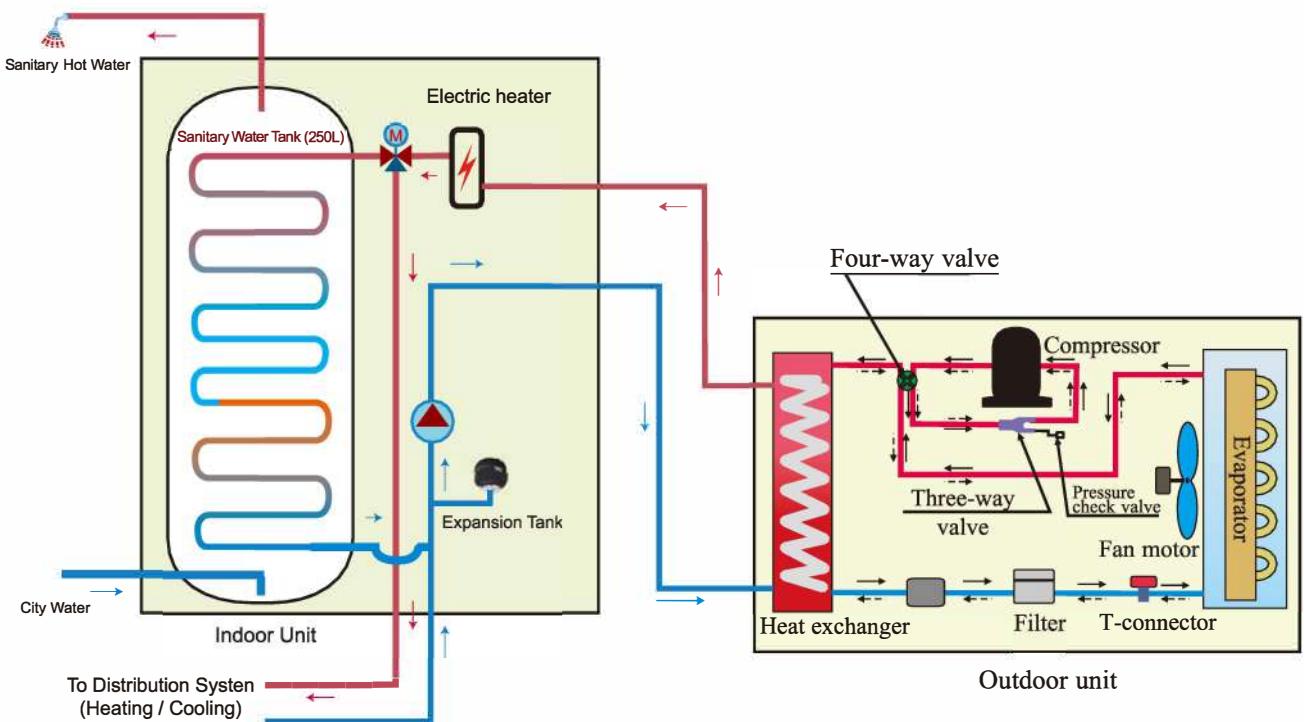 Sanitary Hot Water
Electric heater
Sanitary Water Tank (250L)
M
Four-way valve
Compressor
Evaporator
Three-way
valve
Pressure
check valve
Expansion Tank
Fan motor
City Water
Indoor Unit
Heat exchanger
Filter
T-connector
To Distribution Systen
(Heating / Cooling)
Outdoor unit